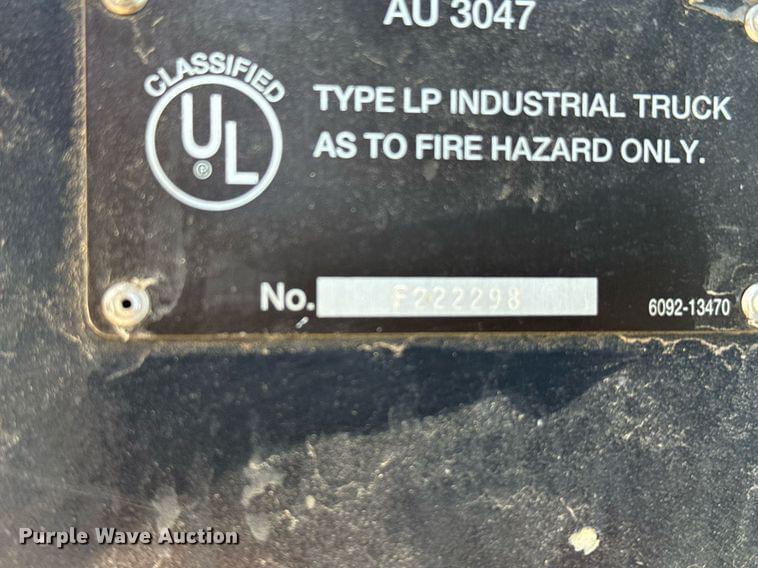 AU 3047
CLASSIFIED
UL
TYPE LP INDUSTRIAL TRUCK
AS TO FIRE HAZARD ONLY.
No. F222298
6092-13470
Purple Wave Auction